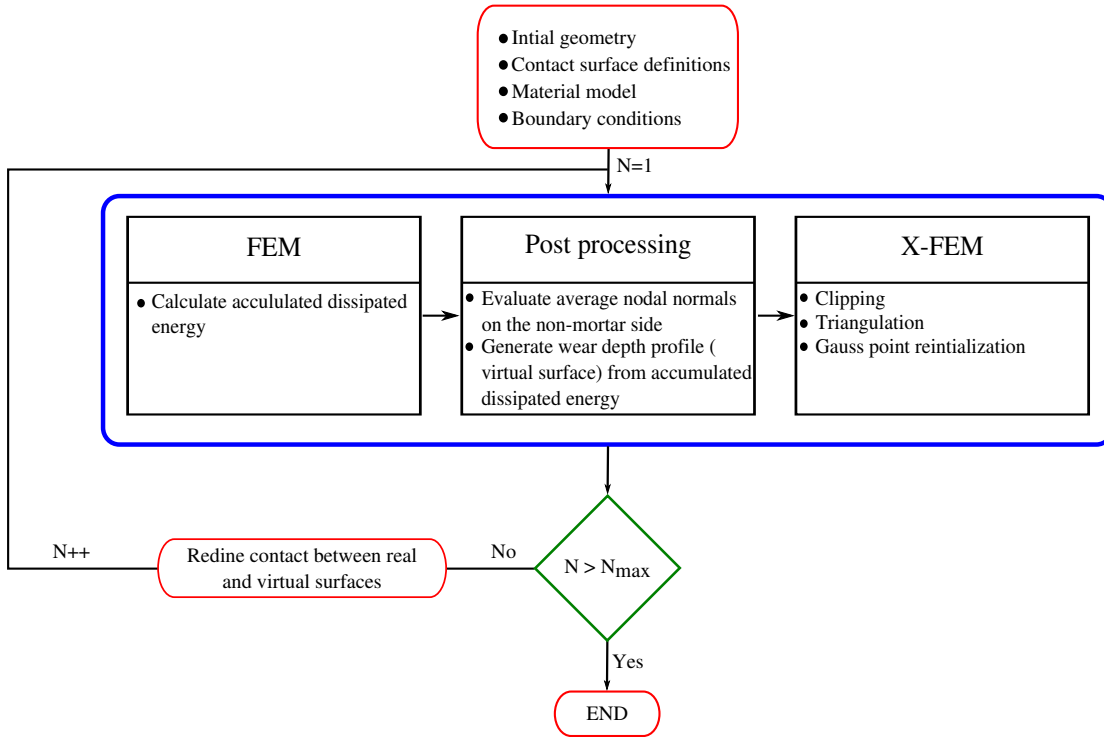 ● Intial geometry
● Contact surface definitions
● Material model
● Boundary conditions
N=1
FEM
● Calculate accululated dissipated
energy
Post processing
● Evaluate average nodal normals
on the non-mortar side
● Generate wear depth profile (
virtual surface) from accumulated
dissipated energy
X-FEM
● Clipping
● Triangulation
● Gauss point reintialization
N > Nmax
No
Redine contact between real
and virtual surfaces
N++
Yes
END